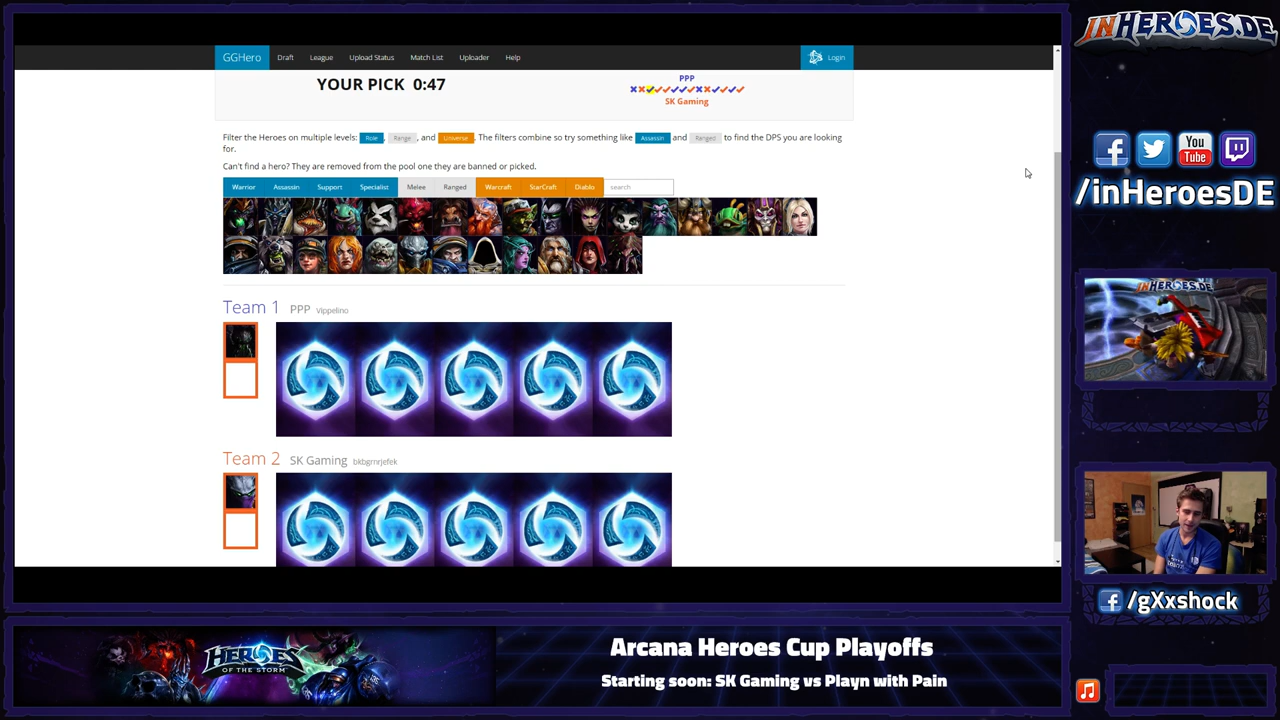 GGHero Draft League Upload Status Match List Uploader Help Login
YOUR PICK 0:47
PPP
SK Gaming
Filter the Heroes on multiple levels: Role, Range, and Universe. The filters combine so try something like Assassin and Ranged to find the DPS you are looking
for.
Can't find a hero? They are removed from the pool one they are banned or picked.
Warrior Assassin Support Specialist Melee Ranged Warcraft StarCraft Diablo search
Team 1 PPP Vippelino
Team 2 SK Gaming bkbgrnrjefek
INHEROES.DE
You
Tube
/inHeroesDE
INHEROES.DE
/gXxshock
HEROES
OF THE STORM
Arcana Heroes Cup Playoffs
Starting soon: SK Gaming vs Playn with Pain